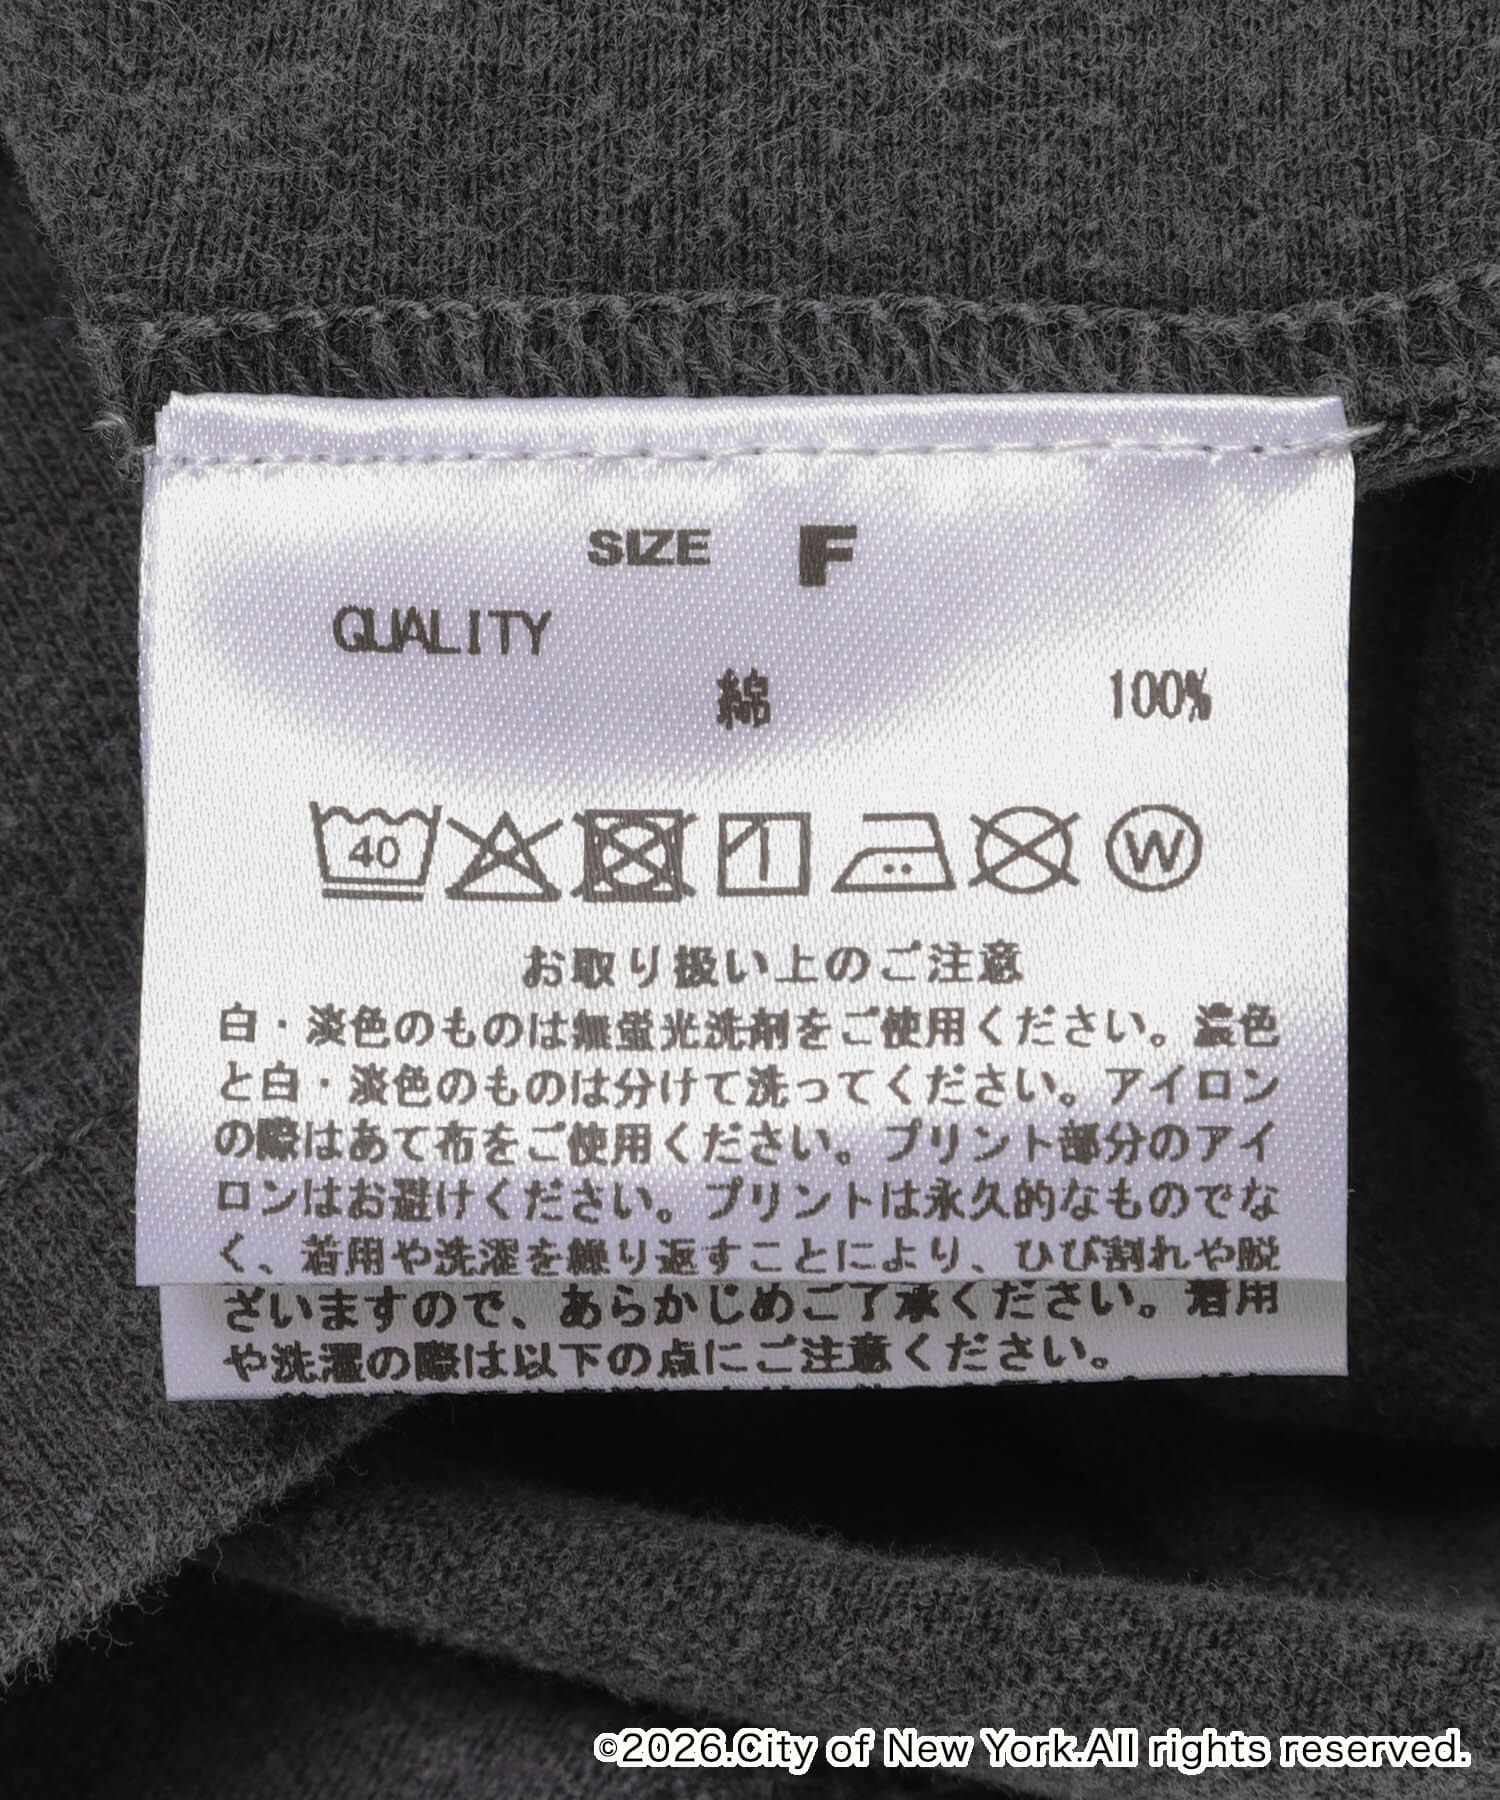 SIZE F
QUALITY
綿 100%
40
W
お取り扱い上のご注意
白・淡色のものは無蛍光洗剤をご使用ください。濃色
と白・淡色のものは分けて洗ってください。アイロン
の際はあて布をご使用ください。プリント部分のアイ
ロンはお避けください。プリントは永久的なものでな
く、着用や洗濯を繰り返すことにより、ひび割れや脱
ざいますので、あらかじめご了承ください。着用
や洗濯の際は以下の点にご注意ください。
©2026.City of New York.All rights reserved.